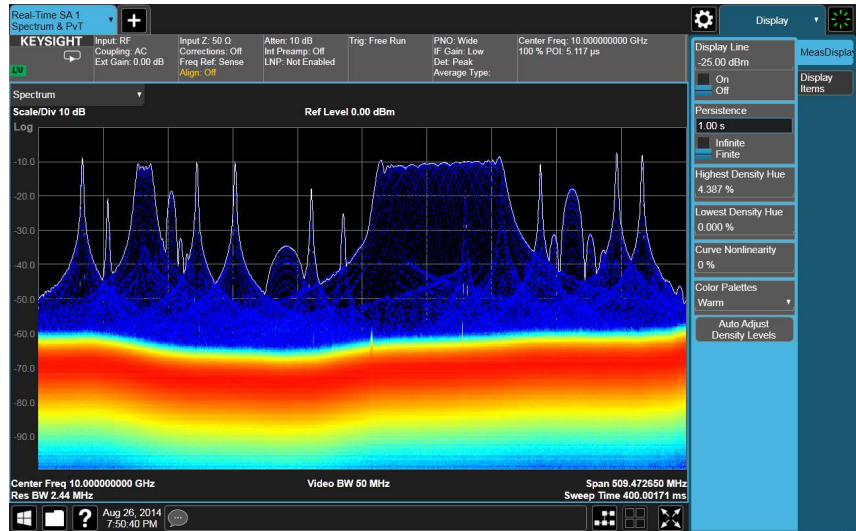 Real-Time SA 1
Spectrum & PvT
Display
KEYSIGHT
LXI
Input: RF
Coupling: AC
Ext Gain: 0.00 dB
Input Z: 50 Ω
Corrections: Off
Freq Ref: Sense
Align: Off
Atten: 10 dB
Int Preamp: Off
LNP: Not Enabled
Trig: Free Run
PNO: Wide
IF Gain: Low
Det: Peak
Average Type:
Center Freq: 10.000000000 GHz
100 % POI: 5.117 µs
Spectrum
Scale/Div 10 dB
Ref Level 0.00 dBm
Log
-10.0
-20.0
-30.0
-40.0
-50.0
-60.0
-70.0
-80.0
-90.0
Center Freq 10.000000000 GHz
Res BW 2.44 MHz
Video BW 50 MHz
Span 509.472650 MHz
Sweep Time 400.00171 ms
Display Line
-25.00 dBm
On
Off
Persistence
1.00 s
Infinite
Finite
Highest Density Hue
4.387 %
Lowest Density Hue
0.000 %
Curve Nonlinearity
0 %
Color Palettes
Warm
Auto Adjust
Density Levels
MeasDisplay
Display
Items
?
Aug 26, 2014
7:50:40 PM